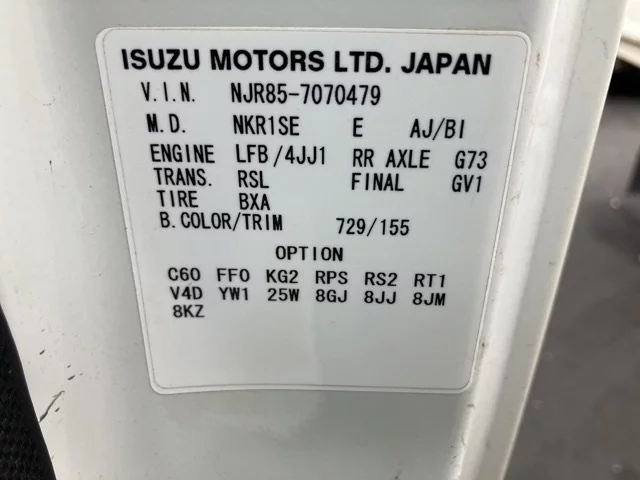 ISUZU MOTORS LTD. JAPAN
V.I.N. NJR85-7070479
M.D. NKR1SE E AJ/BI
ENGINE LFB/4JJ1 RR AXLE G73
TRANS. RSL FINAL GV1
TIRE BXA
B.COLOR/TRIM 729/155
OPTION
C60 FF0 KG2 RPS RS2 RT1
V4D YW1 25W 8GJ 8JJ 8JM
8KZ